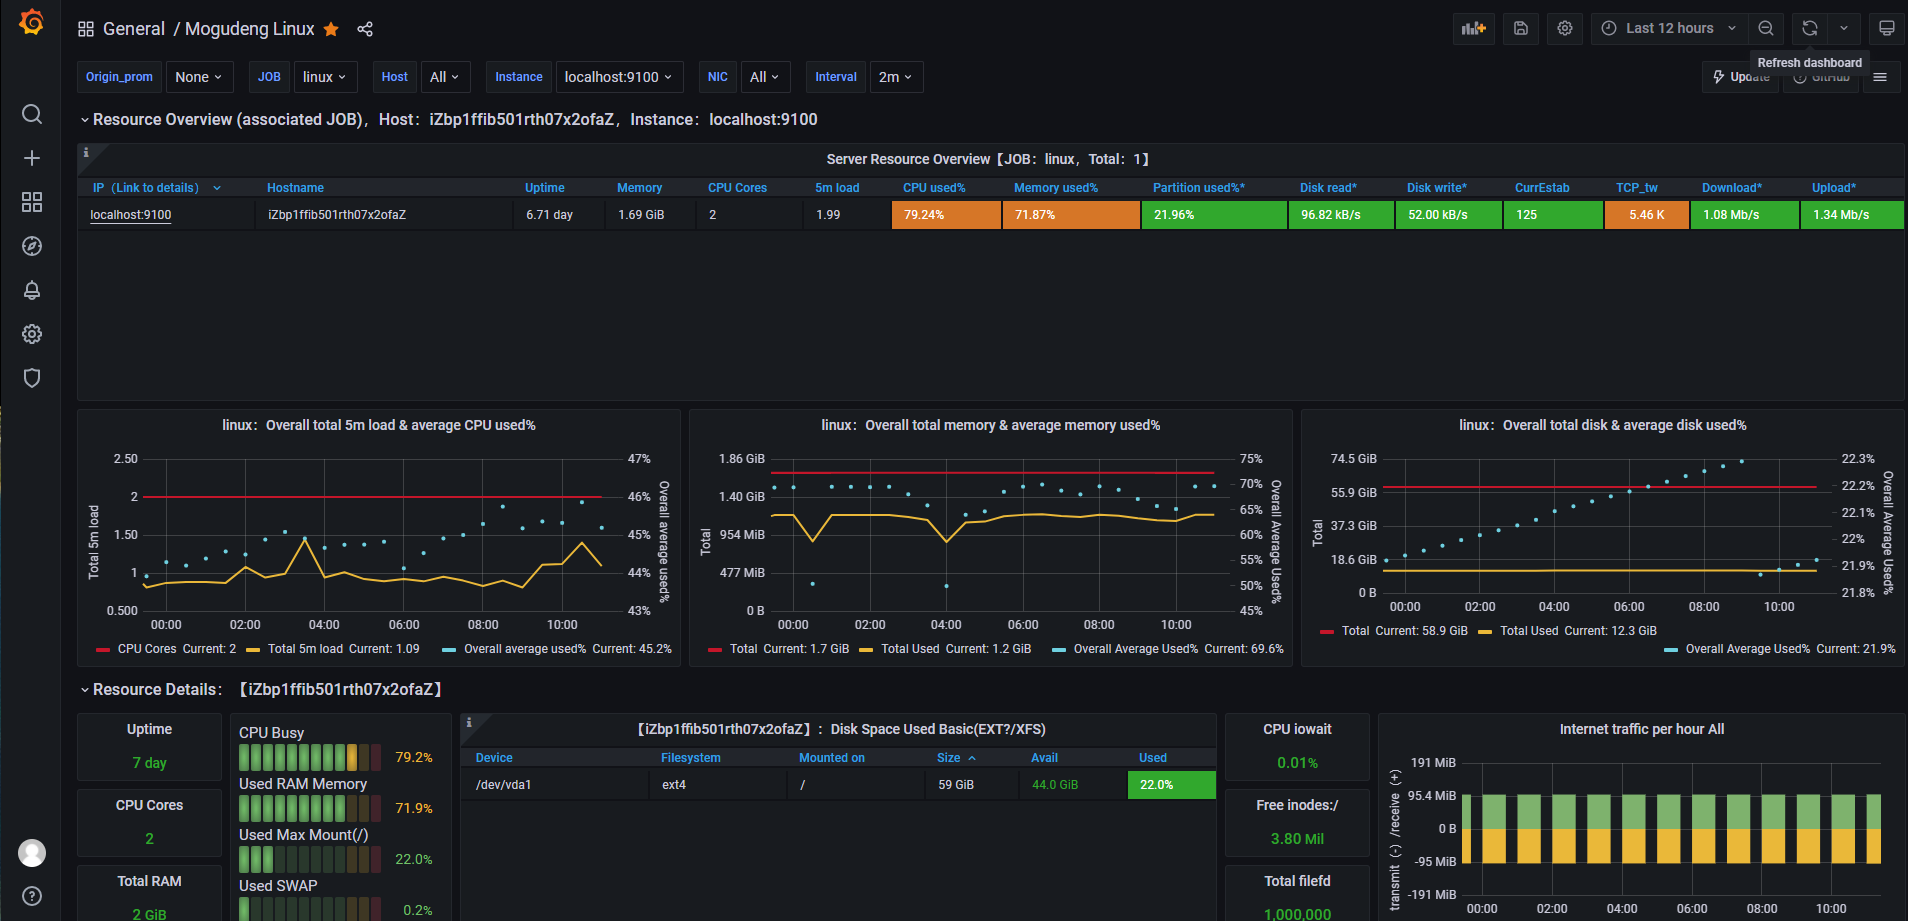 General / Mogudeng Linux
Last 12 hours
Refresh dashboard
Origin_prom None JOB linux Host All Instance localhost:9100 NIC All Interval 2m Update GitHub
Resource Overview (associated JOB)，Host：iZbp1ffib501rth07x2ofaZ，Instance：localhost:9100
Server Resource Overview【JOB：linux，Total：1】
IP（Link to details） Hostname Uptime Memory CPU Cores 5m load CPU used% Memory used% Partition used%* Disk read* Disk write* CurrEstab TCP_tw Download* Upload*
localhost:9100 iZbp1ffib501rth07x2ofaZ 6.71 day 1.69 GiB 2 1.99 79.24% 71.87% 21.96% 96.82 kB/s 52.00 kB/s 125 5.46 K 1.08 Mb/s 1.34 Mb/s
linux：Overall total 5m load & average CPU used%
2.50
2
1.50
1
0.500
Total 5m load
47%
46%
45%
44%
43%
Overall average used%
00:00 02:00 04:00 06:00 08:00 10:00
CPU Cores Current: 2 Total 5m load Current: 1.09 Overall average used% Current: 45.2%
linux：Overall total memory & average memory used%
1.86 GiB
1.40 GiB
954 MiB
477 MiB
0 B
Total
75%
70%
65%
60%
55%
50%
45%
Overall Average Used%
00:00 02:00 04:00 06:00 08:00 10:00
Total Current: 1.7 GiB Total Used Current: 1.2 GiB Overall Average Used% Current: 69.6%
linux：Overall total disk & average disk used%
74.5 GiB
55.9 GiB
37.3 GiB
18.6 GiB
0 B
Total
22.3%
22.2%
22.1%
22%
21.9%
21.8%
Overall Average Used%
00:00 02:00 04:00 06:00 08:00 10:00
Total Current: 58.9 GiB Total Used Current: 12.3 GiB
Overall Average Used% Current: 21.9%
Resource Details：【iZbp1ffib501rth07x2ofaZ】
Uptime
7 day
CPU Cores
2
Total RAM
2 GiB
CPU Busy
79.2%
Used RAM Memory
71.9%
Used Max Mount(/)
22.0%
Used SWAP
0.2%
【iZbp1ffib501rth07x2ofaZ】：Disk Space Used Basic(EXT?/XFS)
Device Filesystem Mounted on Size Avail Used
/dev/vda1 ext4 / 59 GiB 44.0 GiB 22.0%
CPU iowait
0.01%
Free inodes:/
3.80 Mil
Total filefd
1,000,000
Internet traffic per hour All
191 MiB
95.4 MiB
0 B
-95 MiB
-191 MiB
transmit (-) /receive (+)
00:00 02:00 04:00 06:00 08:00 10:00